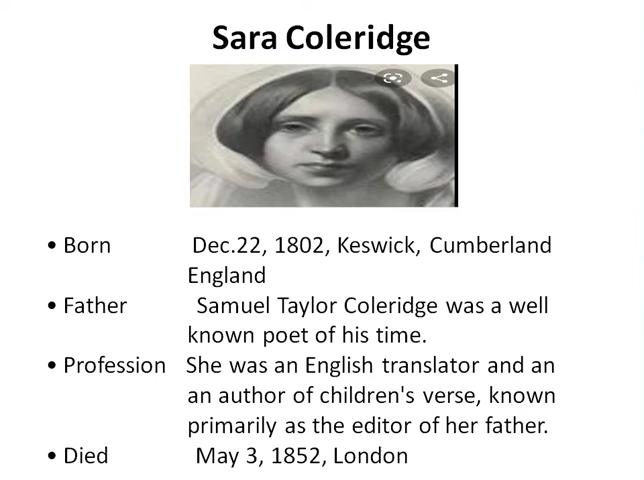 Sara Coleridge
• Born Dec.22, 1802, Keswick, Cumberland
England
• Father Samuel Taylor Coleridge was a well
known poet of his time.
• Profession She was an English translator and an
an author of children's verse, known
primarily as the editor of her father.
• Died May 3, 1852, London